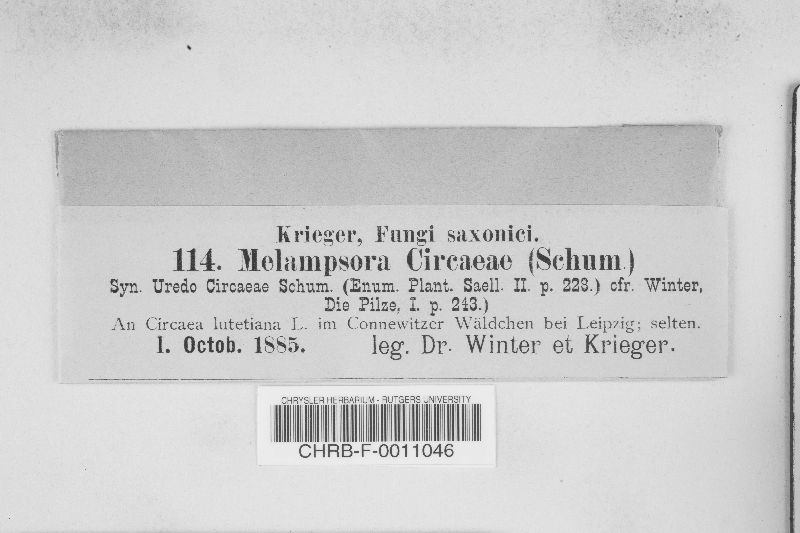 Krieger, Fungi saxonici.
114. Melampsora Circaeae (Schum.)
Syn. Uredo Circaeae Schum. (Enum. Plant. Saell. II. p. 228.) cfr. Winter,
Die Pilze, I. p. 243.)
An Circaea lutetiana L. im Connewitzer Wäldchen bei Leipzig; selten.
1. Octob. 1885. leg. Dr. Winter et Krieger.
CHRYSLER HERBARIUM - RUTGERS UNIVERSITY
CHRB-F-0011046